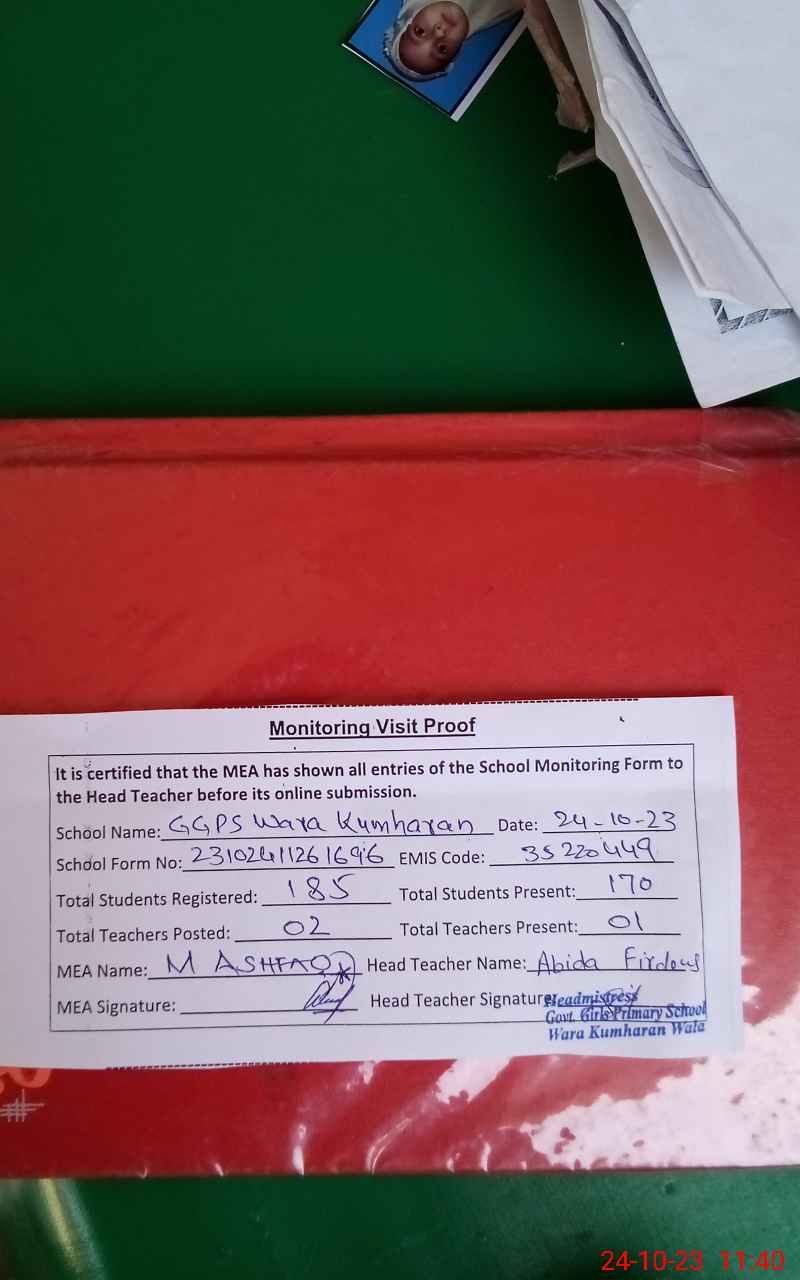 Monitoring Visit Proof
It is certified that the MEA has shown all entries of the School Monitoring Form to
the Head Teacher before its online submission.
School Name: GGPS Wara Kumharan Date: 24-10-23
School Form No: EMIS Code: 35220449
Total Students Registered: 185 Total Students Present: 170
Total Teachers Posted: 02 Total Teachers Present: 01
MEA Name: M ASHFAQ Head Teacher Name: Abida Firdous
MEA Signature: Head Teacher Signature:
Headmistress
Govt. Girls Primary School
Wara Kumharan Wala
24-10-23 11:40